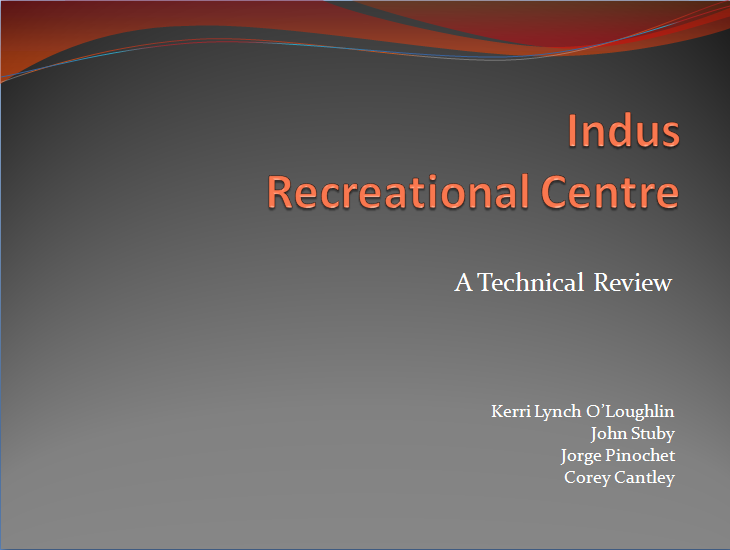 Indus
Recreational Centre
A Technical Review
Kerri Lynch O’Loughlin
John Stuby
Jorge Pinochet
Corey Cantley